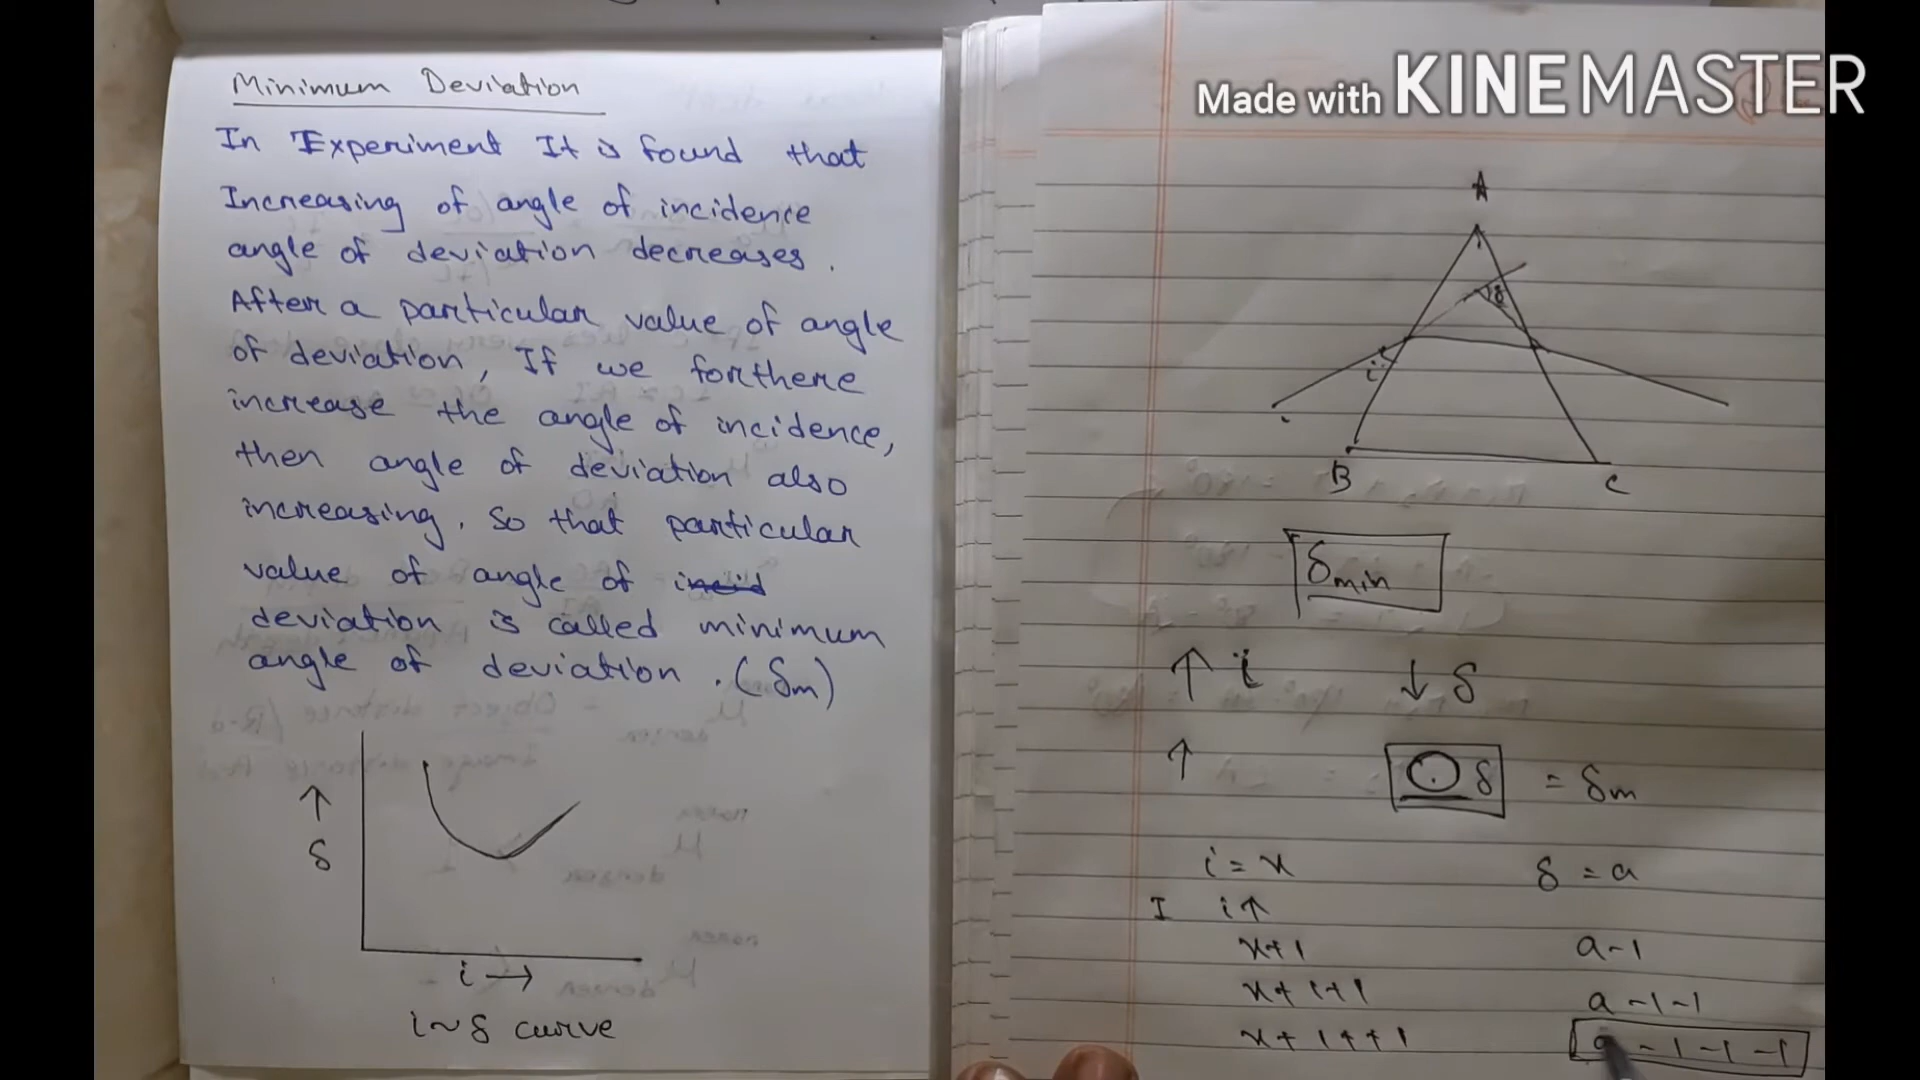 Minimum Deviation
In Experiment It is found that
Increasing of angle of incidence
angle of deviation decreases.
After a particular value of angle
of deviation, If we forthere
increase the angle of incidence,
then angle of deviation also
increasing. So that particular
value of angle of incid
deviation is called minimum
angle of deviation. (δm)
↑
δ
i →
i ~ δ curve
Made with KINEMASTER
A
δ
i
B
C
δmin
↑ i ↓ δ
↑ δ = δm
i = x δ = a
I i↑
x+1 a-1
x+1+1 a-1-1
x+1++1 a-1-1-1